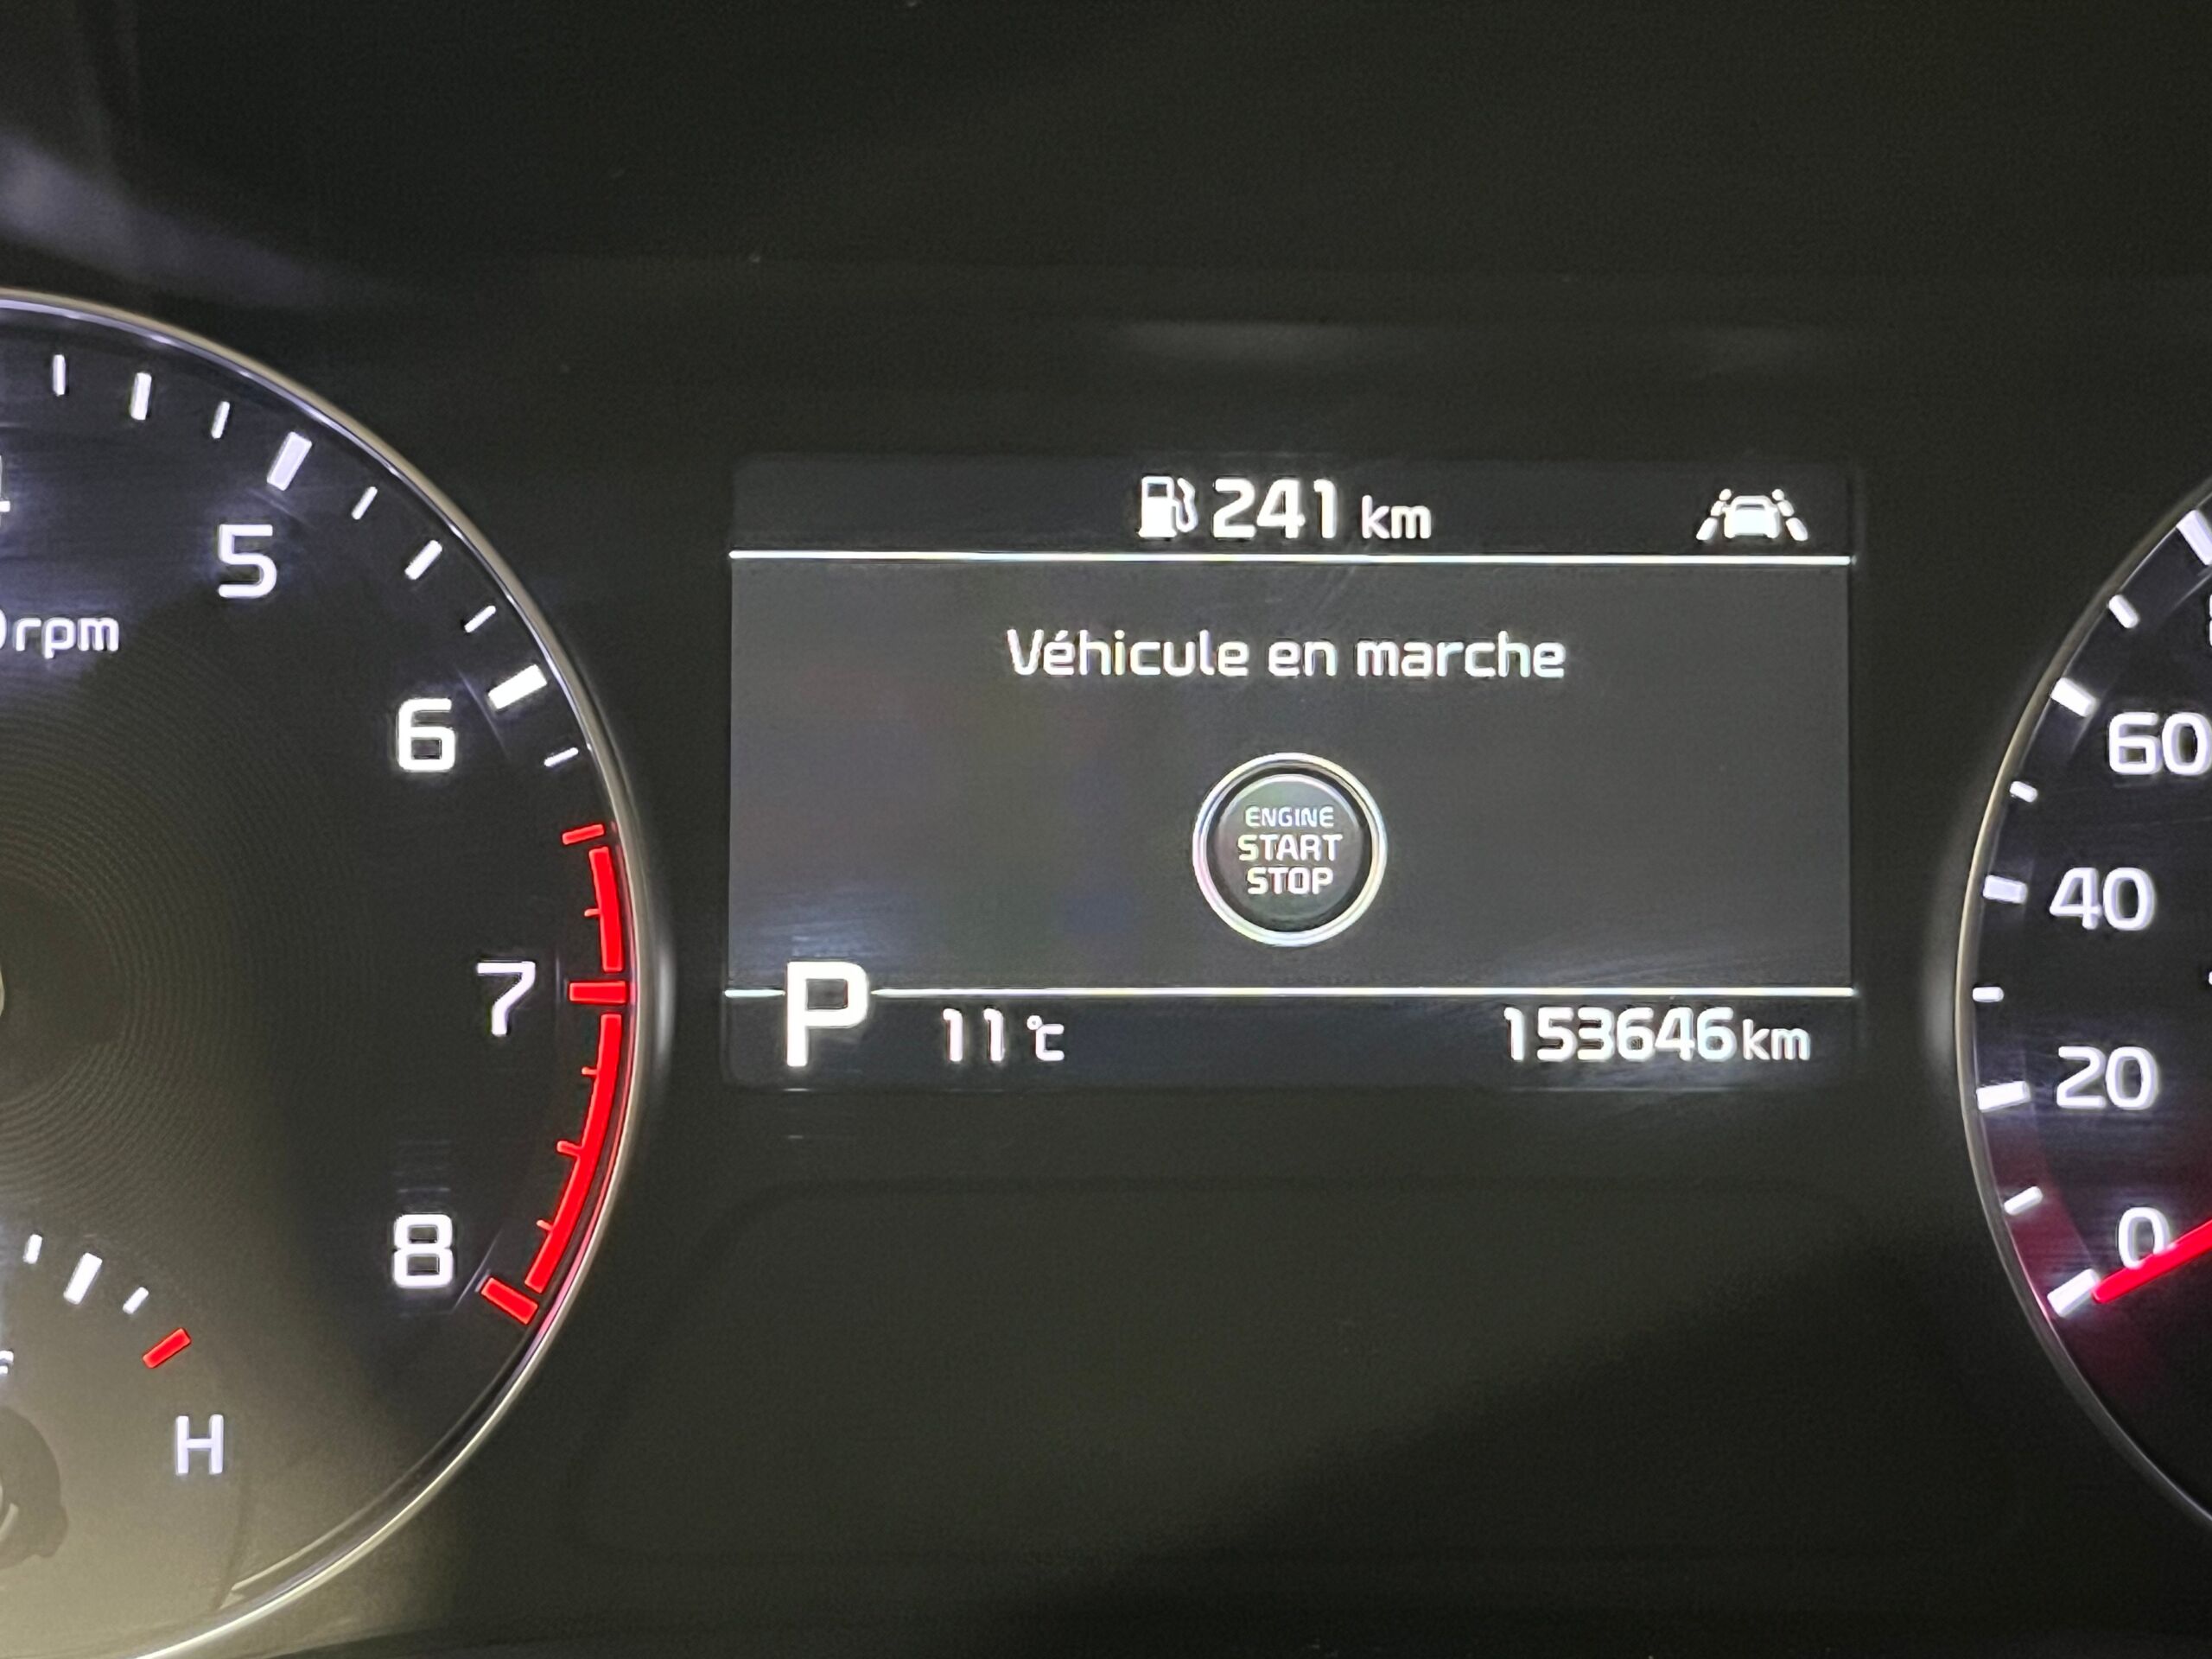 5
rpm
6
7
8
H
241 km
Véhicule en marche
ENGINE
START
STOP
P 11 °C 153646 km
60
40
20
0